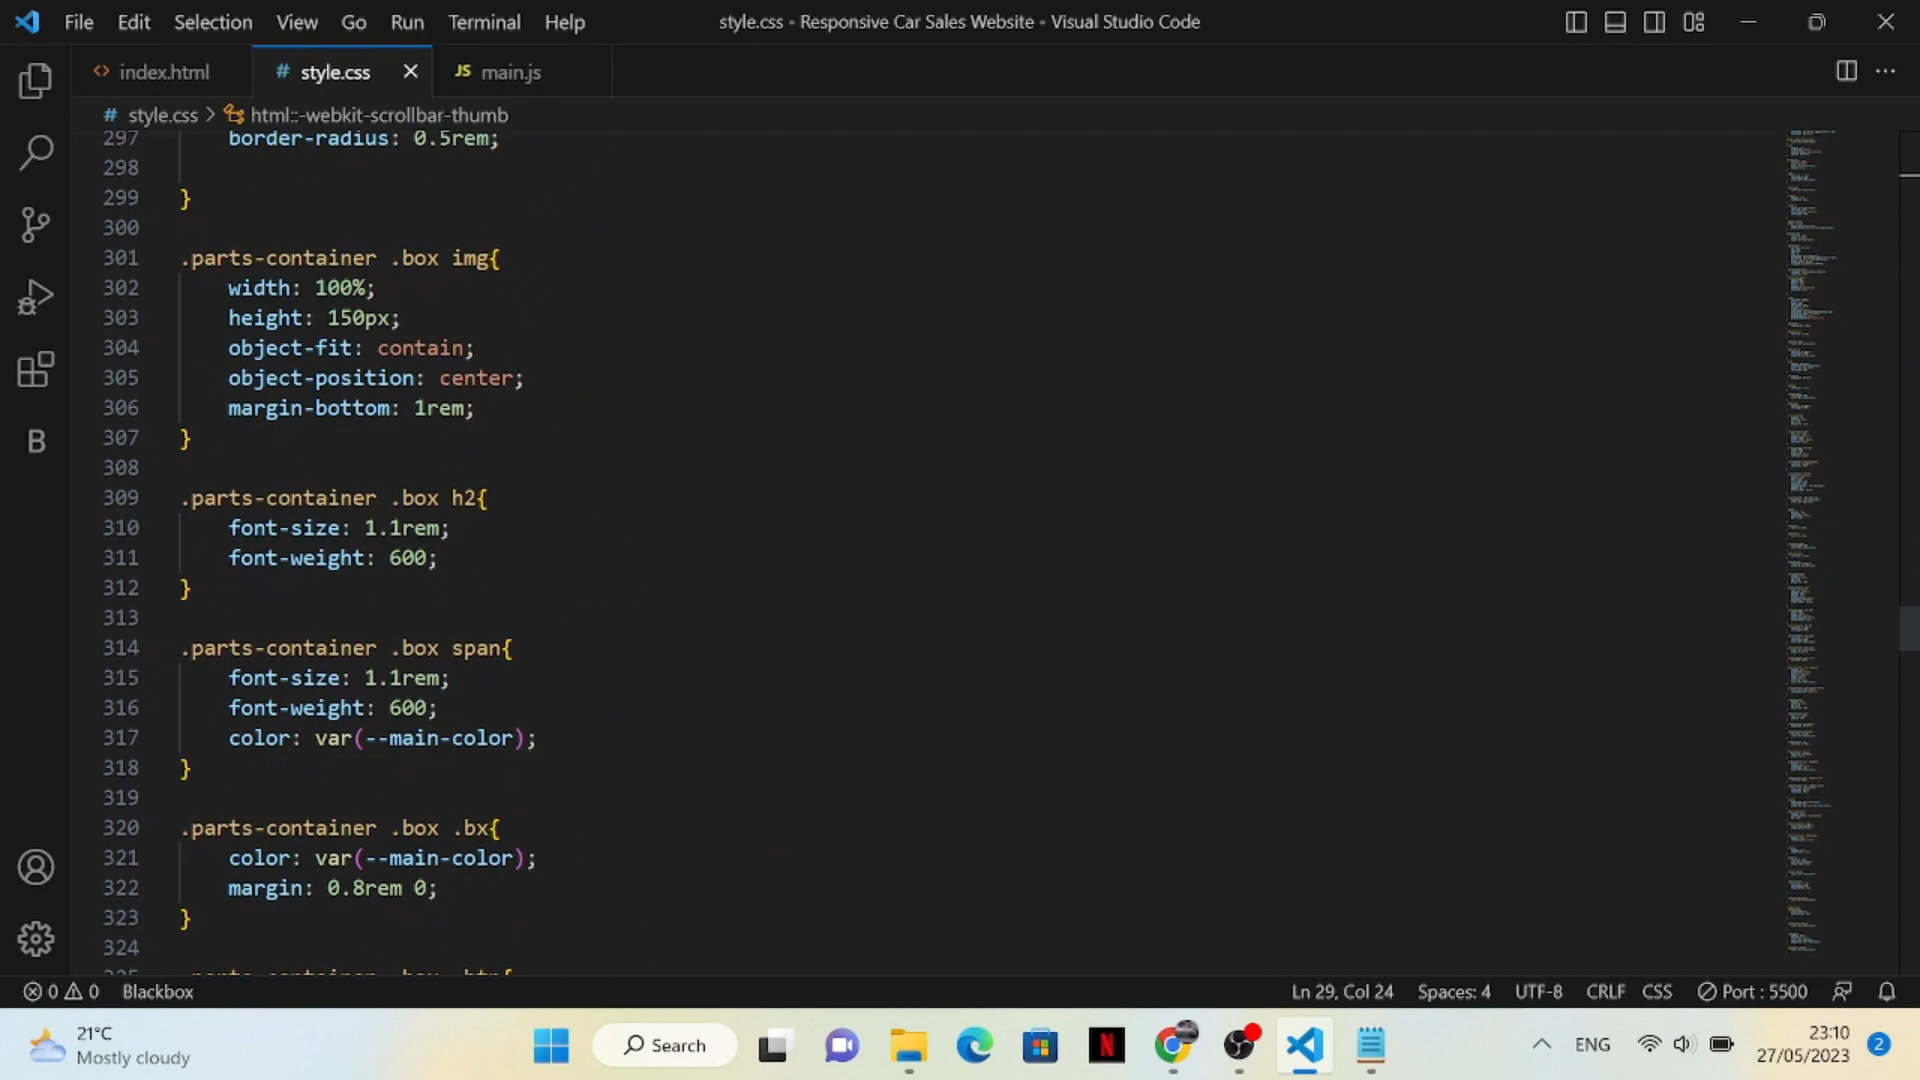 File Edit Selection View Go Run Terminal Help style.css - Responsive Car Sales Website - Visual Studio Code
<> index.html # style.css × JS main.js
# style.css > html::-webkit-scrollbar-thumb
297 border-radius: 0.5rem;
298
299 }
300
301 .parts-container .box img{
302 width: 100%;
303 height: 150px;
304 object-fit: contain;
305 object-position: center;
306 margin-bottom: 1rem;
307 }
308
309 .parts-container .box h2{
310 font-size: 1.1rem;
311 font-weight: 600;
312 }
313
314 .parts-container .box span{
315 font-size: 1.1rem;
316 font-weight: 600;
317 color: var(--main-color);
318 }
319
320 .parts-container .box .bx{
321 color: var(--main-color);
322 margin: 0.8rem 0;
323 }
324
B
0 0 Blackbox Ln 29, Col 24 Spaces: 4 UTF-8 CRLF CSS Port : 5500
21°C
Mostly cloudy
Search
N
ENG
23:10
27/05/2023
2